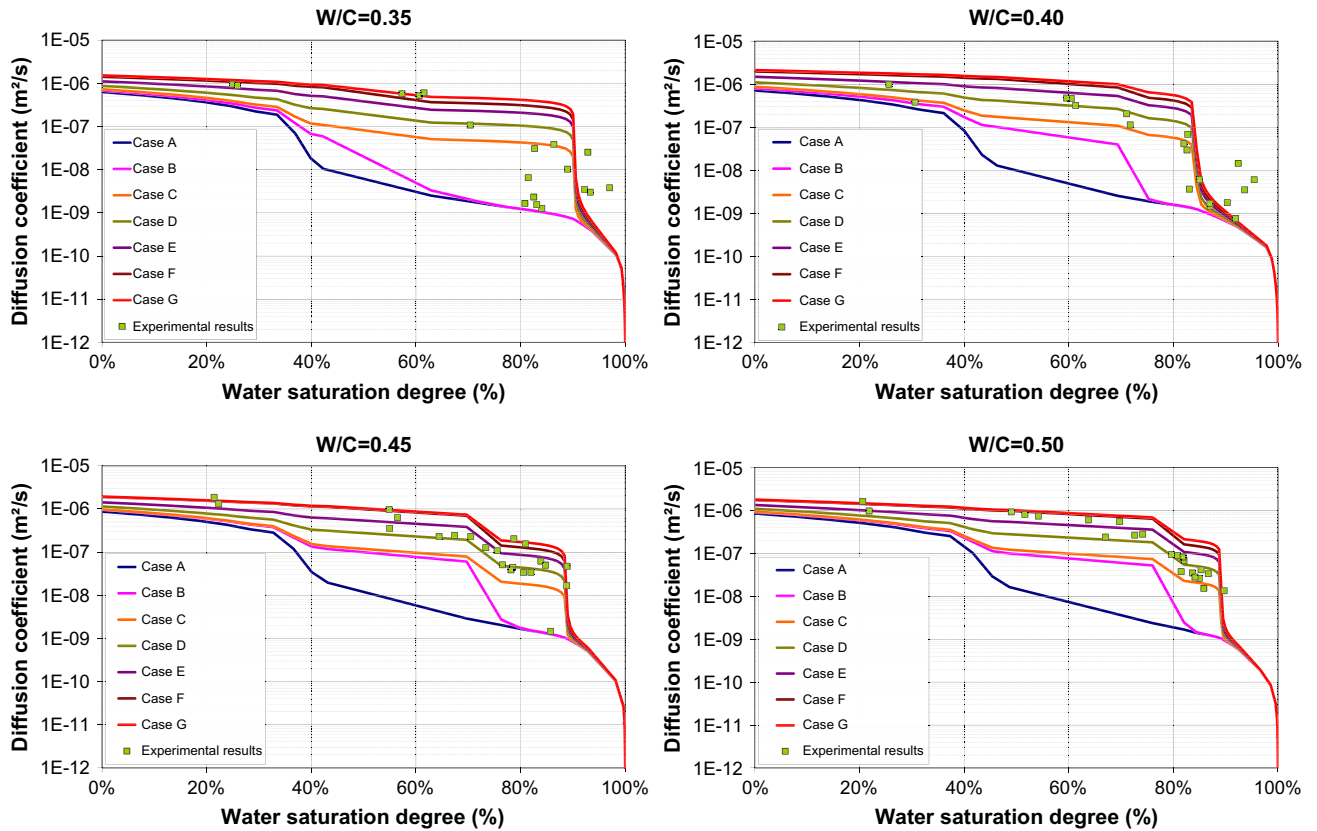 W/C=0.35
1E-05
1E-06
1E-07
1E-08
1E-09
1E-10
1E-11
1E-12
Diffusion coefficient (m²/s)
Case A
Case B
Case C
Case D
Case E
Case F
Case G
Experimental results
0% 20% 40% 60% 80% 100%
Water saturation degree (%)
W/C=0.40
1E-05
1E-06
1E-07
1E-08
1E-09
1E-10
1E-11
1E-12
Diffusion coefficient (m²/s)
Case A
Case B
Case C
Case D
Case E
Case F
Case G
Experimental results
0% 20% 40% 60% 80% 100%
Water saturation degree (%)
W/C=0.45
1E-05
1E-06
1E-07
1E-08
1E-09
1E-10
1E-11
1E-12
Diffusion coefficient (m²/s)
Case A
Case B
Case C
Case D
Case E
Case F
Case G
Experimental results
0% 20% 40% 60% 80% 100%
Water saturation degree (%)
W/C=0.50
1E-05
1E-06
1E-07
1E-08
1E-09
1E-10
1E-11
1E-12
Diffusion coefficient (m²/s)
Case A
Case B
Case C
Case D
Case E
Case F
Case G
Experimental results
0% 20% 40% 60% 80% 100%
Water saturation degree (%)